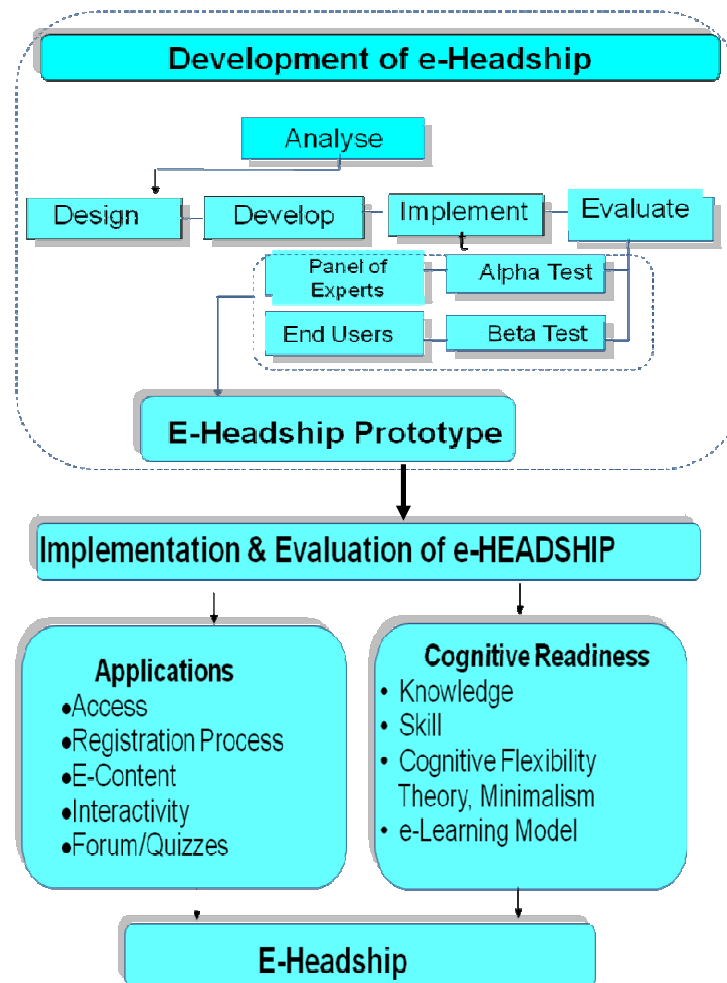 Development of e-Headship
Analyse
Design
Develop
Implement
Evaluate
Panel of
Experts
Alpha Test
End Users
Beta Test
E-Headship Prototype
Implementation & Evaluation of e-HEADSHIP
Applications
•Access
•Registration Process
•E-Content
•Interactivity
•Forum/Quizzes
Cognitive Readiness
• Knowledge
• Skill
• Cognitive Flexibility
Theory, Minimalism
• e-Learning Model
E-Headship